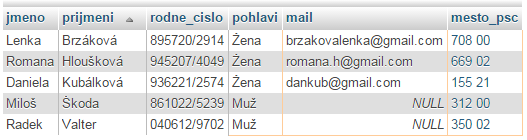 jmeno prijmeni rodne_cislo pohlavi mail mesto_psc
Lenka Brzáková 895720/2914 Žena brzakovalenka@gmail.com 708 00
Romana Hloušková 945207/4049 Žena romana.h@gmail.com 669 02
Daniela Kubálková 936221/2574 Žena dankub@gmail.com 155 21
Miloš Škoda 861022/5239 Muž NULL 312 00
Radek Valter 040612/9702 Muž NULL 350 02